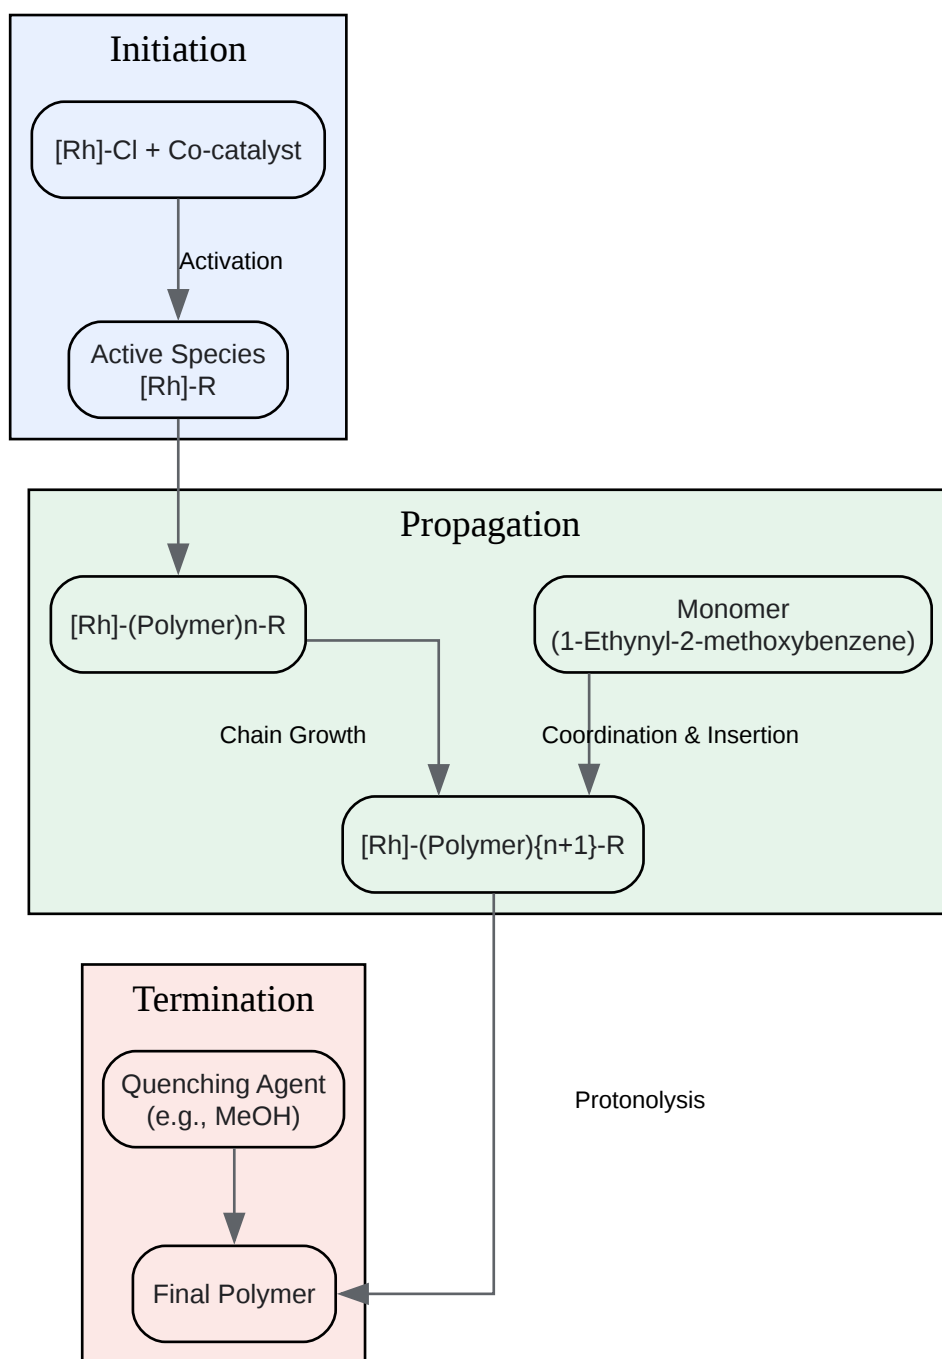 Initiation
[Rh]-Cl + Co-catalyst
Activation
Active Species
[Rh]-R
Propagation
[Rh]-(Polymer)n-R
Monomer
(1-Ethynyl-2-methoxybenzene)
Chain Growth
Coordination & Insertion
[Rh]-(Polymer){n+1}-R
Termination
Quenching Agent
(e.g., MeOH)
Protonolysis
Final Polymer